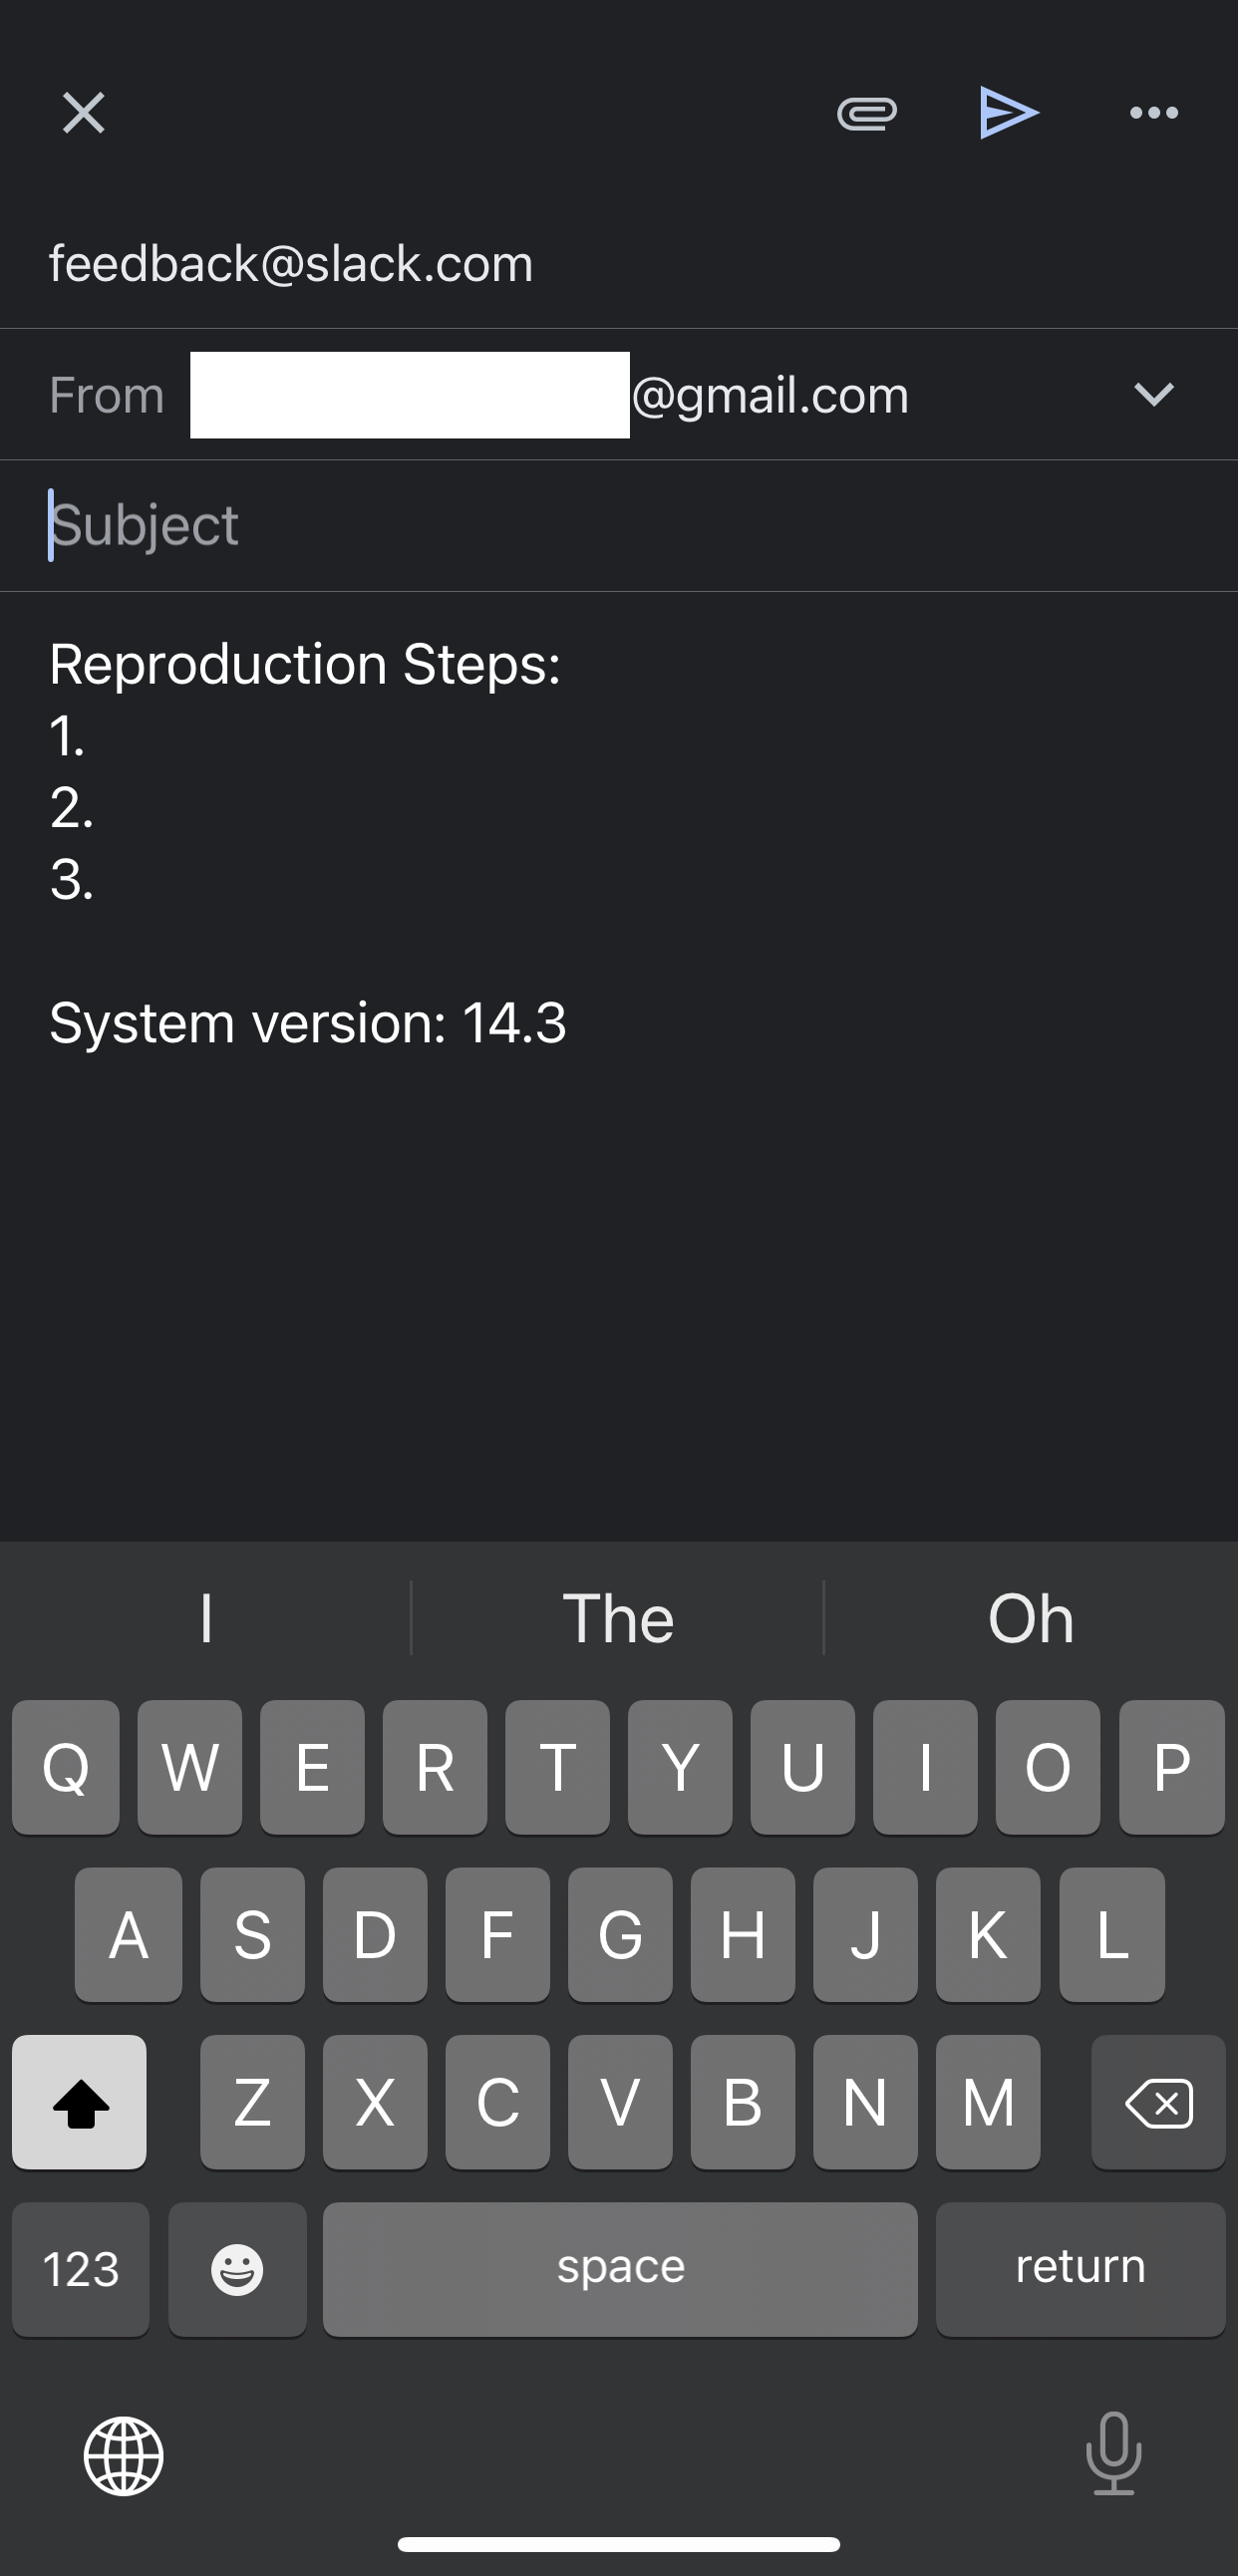 feedback@slack.com
From @gmail.com
Subject
Reproduction Steps:
1.
2.
3.
System version: 14.3
I The Oh
Q W E R T Y U I O P
A S D F G H J K L
Z X C V B N M
123 space return